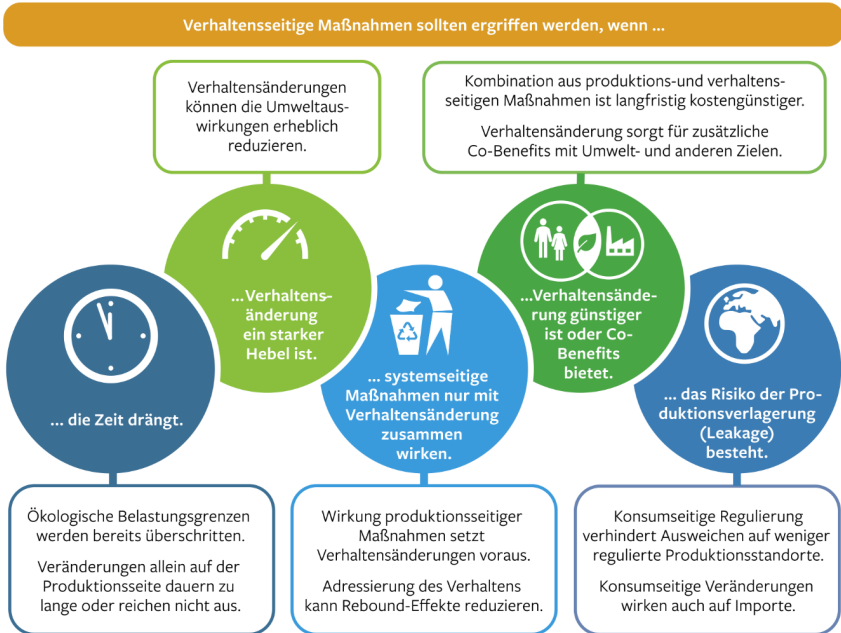 Verhaltensseitige Maßnahmen sollten ergriffen werden, wenn ...
Verhaltensänderungen
können die Umweltaus-
wirkungen erheblich
reduzieren.
Kombination aus produktions-und verhaltens-
seitigen Maßnahmen ist langfristig kostengünstiger.
Verhaltensänderung sorgt für zusätzliche
Co-Benefits mit Umwelt- und anderen Zielen.
... die Zeit drängt.
...Verhaltens-
änderung
ein starker
Hebel ist.
... systemseitige
Maßnahmen nur mit
Verhaltensänderung
zusammen
wirken.
...Verhaltensände-
rung günstiger
ist oder Co-
Benefits
bietet.
... das Risiko der Pro-
duktionsverlagerung
(Leakage)
besteht.
Ökologische Belastungsgrenzen
werden bereits überschritten.
Veränderungen allein auf der
Produktionsseite dauern zu
lange oder reichen nicht aus.
Wirkung produktionsseitiger
Maßnahmen setzt
Verhaltensänderungen voraus.
Adressierung des Verhaltens
kann Rebound-Effekte reduzieren.
Konsumseitige Regulierung
verhindert Ausweichen auf weniger
regulierte Produktionsstandorte.
Konsumseitige Veränderungen
wirken auch auf Importe.